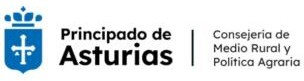 Principado de
Asturias
Consejería de
Medio Rural y
Política Agraria